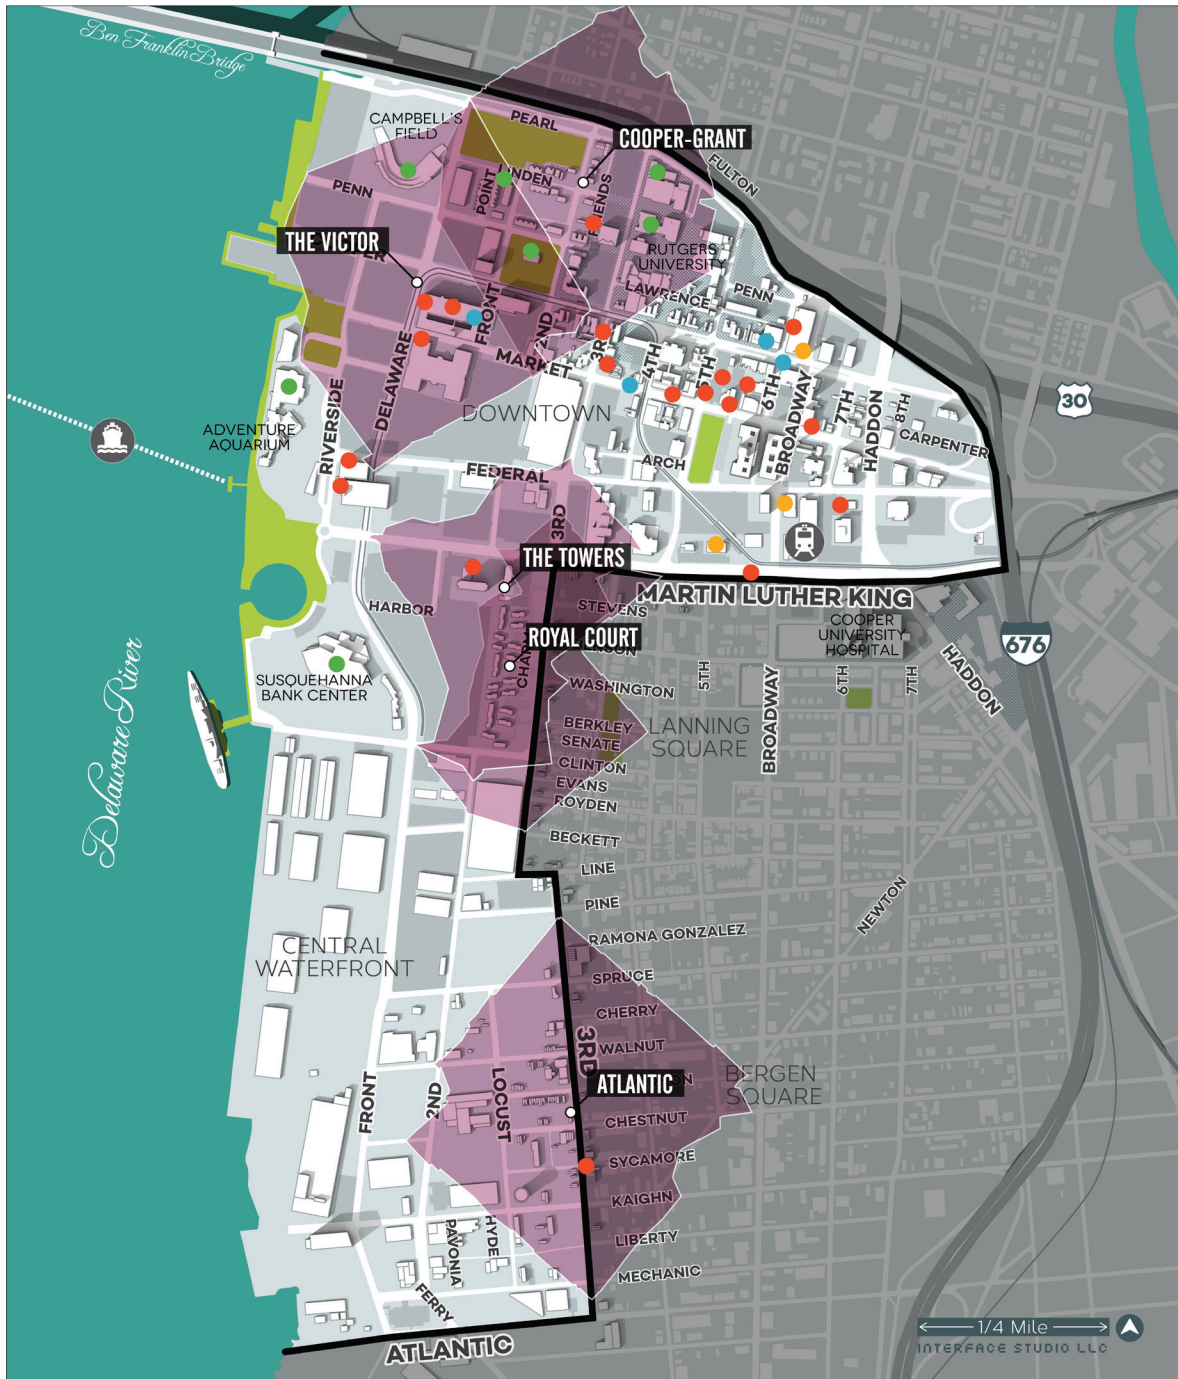 Ben Franklin Bridge
CAMPBELL'S
FIELD
PEARL
COOPER-GRANT
FULTON
PENN
POINT
FRIENDS
THE VICTOR
RUTGERS
UNIVERSITY
LAWRENCE
PENN
FRONT
2ND
3RD
4TH
5TH
6TH
MARKET
DELAWARE
RIVERSIDE
DOWNTOWN
BROADWAY
7TH
HADDON
8TH
CARPENTER
30
ADVENTURE
AQUARIUM
FEDERAL
ARCH
3RD
THE TOWERS
HARBOR
STEVENS
MARTIN LUTHER KING
COOPER
UNIVERSITY
HOSPITAL
676
ROYAL COURT
HADDON
SUSQUEHANNA
BANK CENTER
WASHINGTON
5TH
6TH
7TH
BROADWAY
LANNING
SQUARE
BERKLEY
SENATE
CLINTON
EVANS
ROYDEN
BECKETT
Delaware River
LINE
PINE
NEWTON
RAMONA GONZALEZ
CENTRAL
WATERFRONT
SPRUCE
CHERRY
WALNUT
3RD
ATLANTIC
BERGEN
SQUARE
FRONT
2ND
LOCUST
CHESTNUT
SYCAMORE
KAIGHN
LIBERTY
MECHANIC
PAVONIA
HYDE
FERRY
ATLANTIC
1/4 Mile
INTERFACE STUDIO LLC